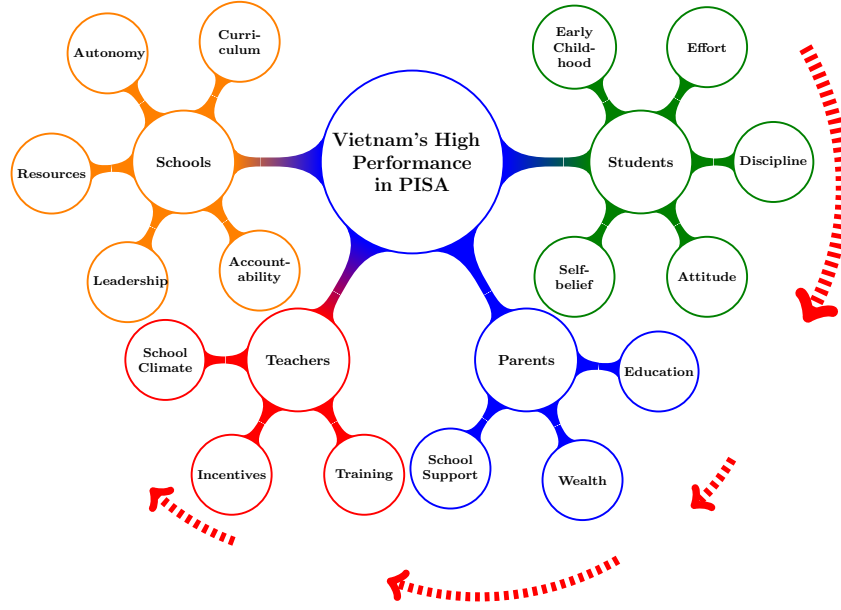 Vietnam's High
Performance
in PISA
Schools
Autonomy
Curri-
culum
Resources
Leadership
Account-
ability
Students
Early
Child-
hood
Effort
Discipline
Attitude
Self-
belief
Teachers
School
Climate
Incentives
Training
Parents
Education
School
Support
Wealth